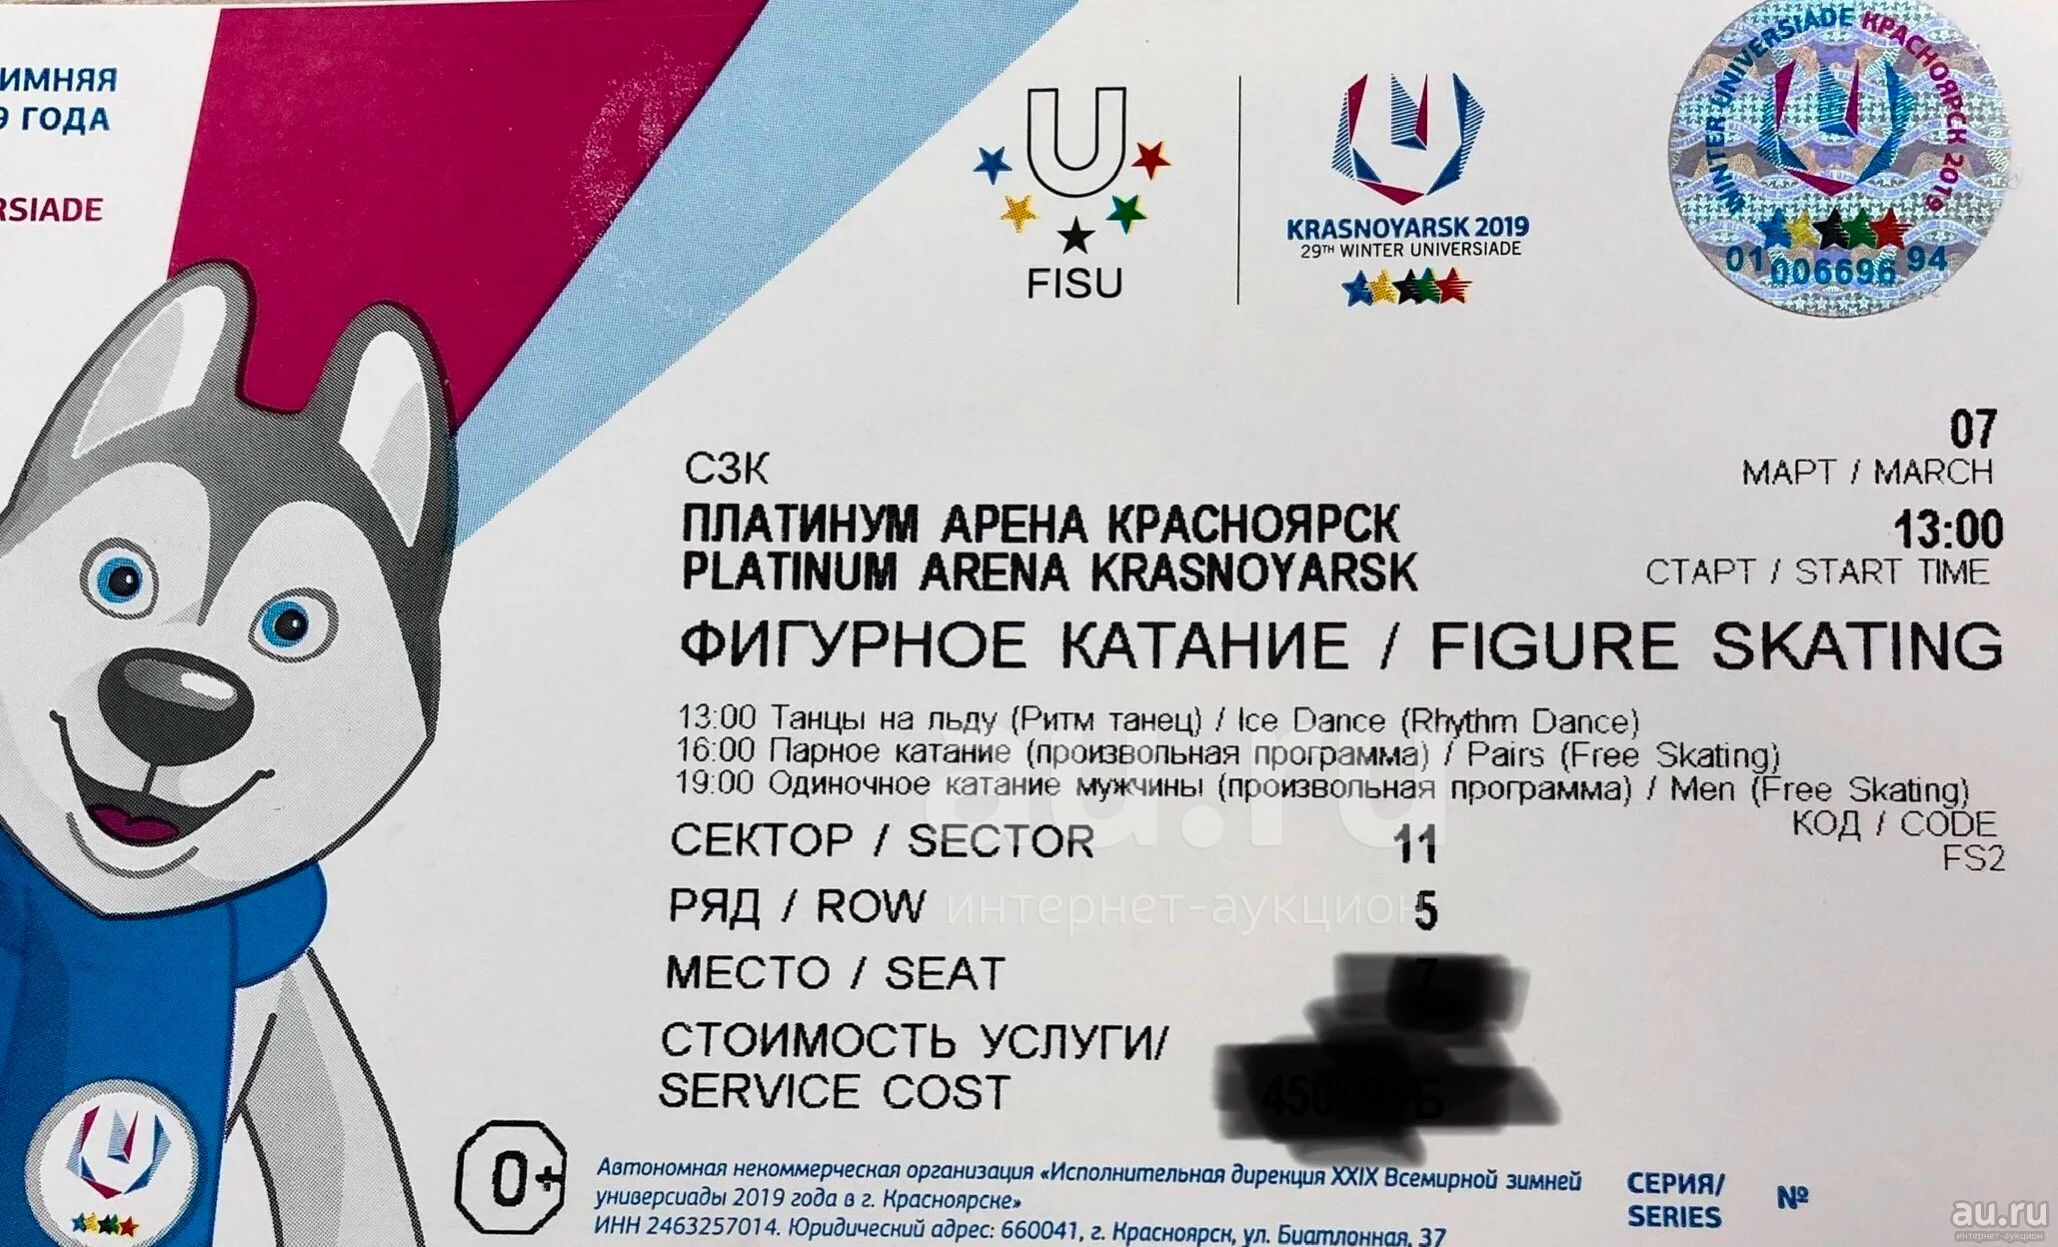 ИМНЯЯ
9 ГОДА
RSIADE
U
FISU
KRASNOYARSK 2019
29TH WINTER UNIVERSIADE
WINTER UNIVERSIADE КРАСНОЯРСК 2019
01 006696 94
07
МАРТ / MARCH
13:00
СТАРТ / START TIME
СЗК
ПЛАТИНУМ АРЕНА КРАСНОЯРСК
PLATINUM ARENA KRASNOYARSK
ФИГУРНОЕ КАТАНИЕ / FIGURE SKATING
13:00 Танцы на льду (Ритм танец) / Ice Dance (Rhythm Dance)
16:00 Парное катание (произвольная программа) / Pairs (Free Skating)
19:00 Одиночное катание мужчины (произвольная программа) / Men (Free Skating)
КОД / CODE
FS2
СЕКТОР / SECTOR 11
РЯД / ROW 5
МЕСТО / SEAT 7
СТОИМОСТЬ УСЛУГИ/
SERVICE COST 450
0+
Автономная некоммерческая организация «Исполнительная дирекция XXIX Всемирной зимней
универсиады 2019 года в г. Красноярске»
ИНН 2463257014. Юридический адрес: 660041, г. Красноярск, ул. Биатлонная, 37
СЕРИЯ/
SERIES
№
au.ru
интернет-аукцион
au.ru
интернет-аукцион